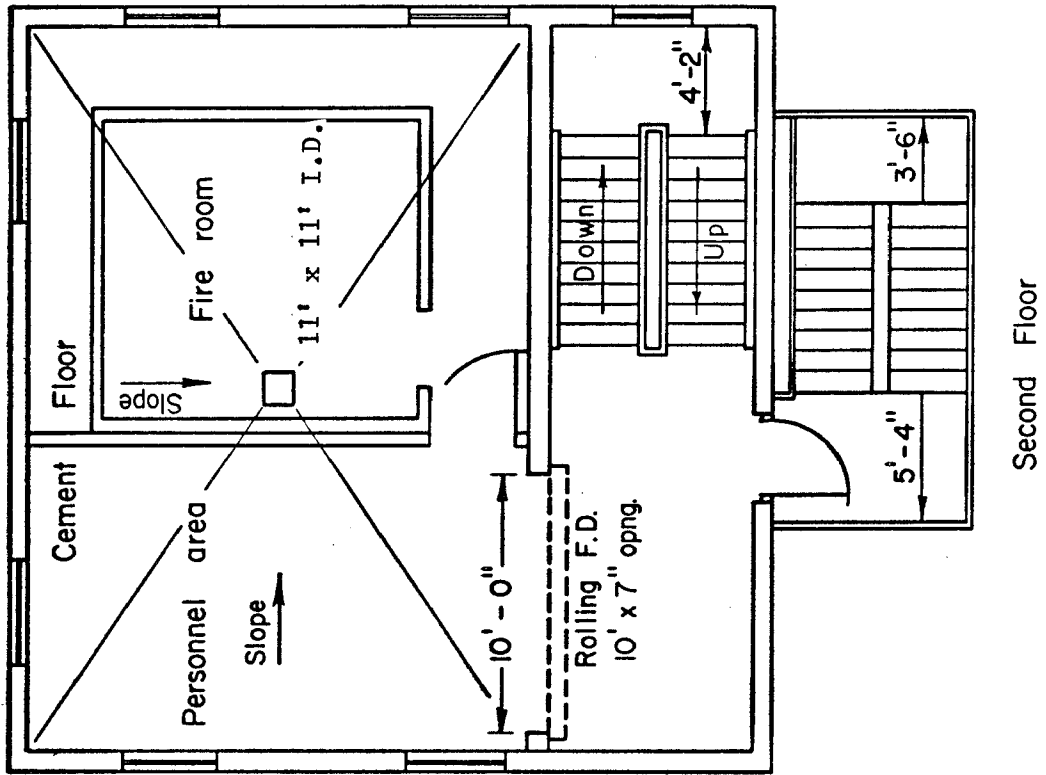 Cement Floor
Personnel area
Slope
Slope
Fire room
11' x 11' I.D.
10'-0"
Rolling F.D.
10' x 7" opng.
Down
Up
4'-2"
3'-6"
5'-4"
Second Floor